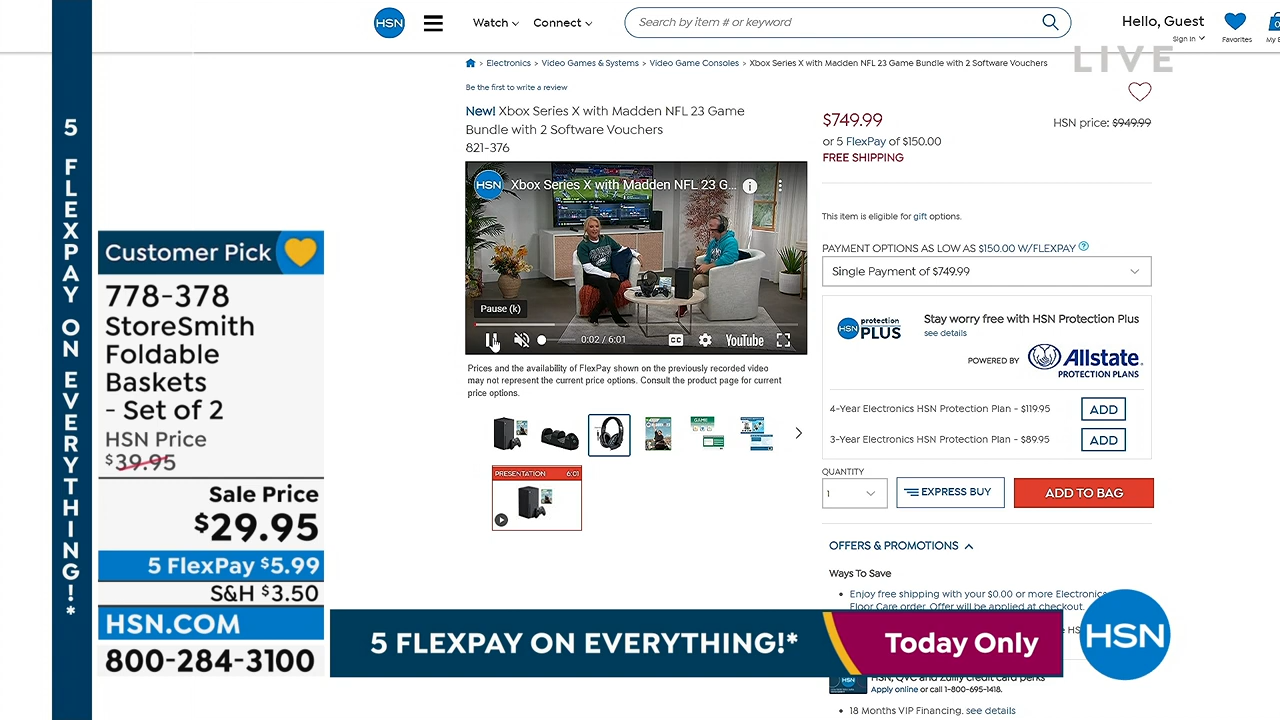 HSN
Watch
Connect
Search by item # or keyword
Hello, Guest
Sign In
Favorites
LIVE
> Electronics > Video Games & Systems > Video Game Consoles > Xbox Series X with Madden NFL 23 Game Bundle with 2 Software Vouchers
Be the first to write a review
New! Xbox Series X with Madden NFL 23 Game
Bundle with 2 Software Vouchers
821-376
HSN
Xbox Series X with Madden NFL 23 G...
Pause (k)
0:02 / 6:01
CC
YouTube
Prices and the availability of FlexPay shown on the previously recorded video
may not represent the current price options. Consult the product page for current
price options.
GAME
PRESENTATION 6:01
$749.99
HSN price: $949.99
or 5 FlexPay of $150.00
FREE SHIPPING
This item is eligible for gift options.
PAYMENT OPTIONS AS LOW AS $150.00 W/FLEXPAY ?
Single Payment of $749.99
HSN protection PLUS
Stay worry free with HSN Protection Plus
see details
POWERED BY Allstate.
PROTECTION PLANS
4-Year Electronics HSN Protection Plan - $119.95
ADD
3-Year Electronics HSN Protection Plan - $89.95
ADD
QUANTITY
1
EXPRESS BUY
ADD TO BAG
OFFERS & PROMOTIONS
Ways To Save
• Enjoy free shipping with your $0.00 or more Electronics
Floor Care order. Offer will be applied at checkout.
HSN, QVC and Zulily credit card perks
Apply online or call 1-800-695-1418.
• 18 Months VIP Financing. see details
5 FLEXPAY ON EVERYTHING!*
Customer Pick
778-378
StoreSmith
Foldable
Baskets
- Set of 2
HSN Price
$39.95
Sale Price
$29.95
5 FlexPay $5.99
S&H $3.50
HSN.COM
800-284-3100
5 FLEXPAY ON EVERYTHING!*
Today Only
HSN